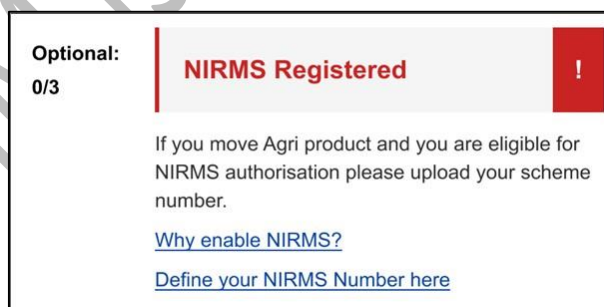 Optional:
0/3
NIRMS Registered
!
If you move Agri product and you are eligible for
NIRMS authorisation please upload your scheme
number.
Why enable NIRMS?
Define your NIRMS Number here